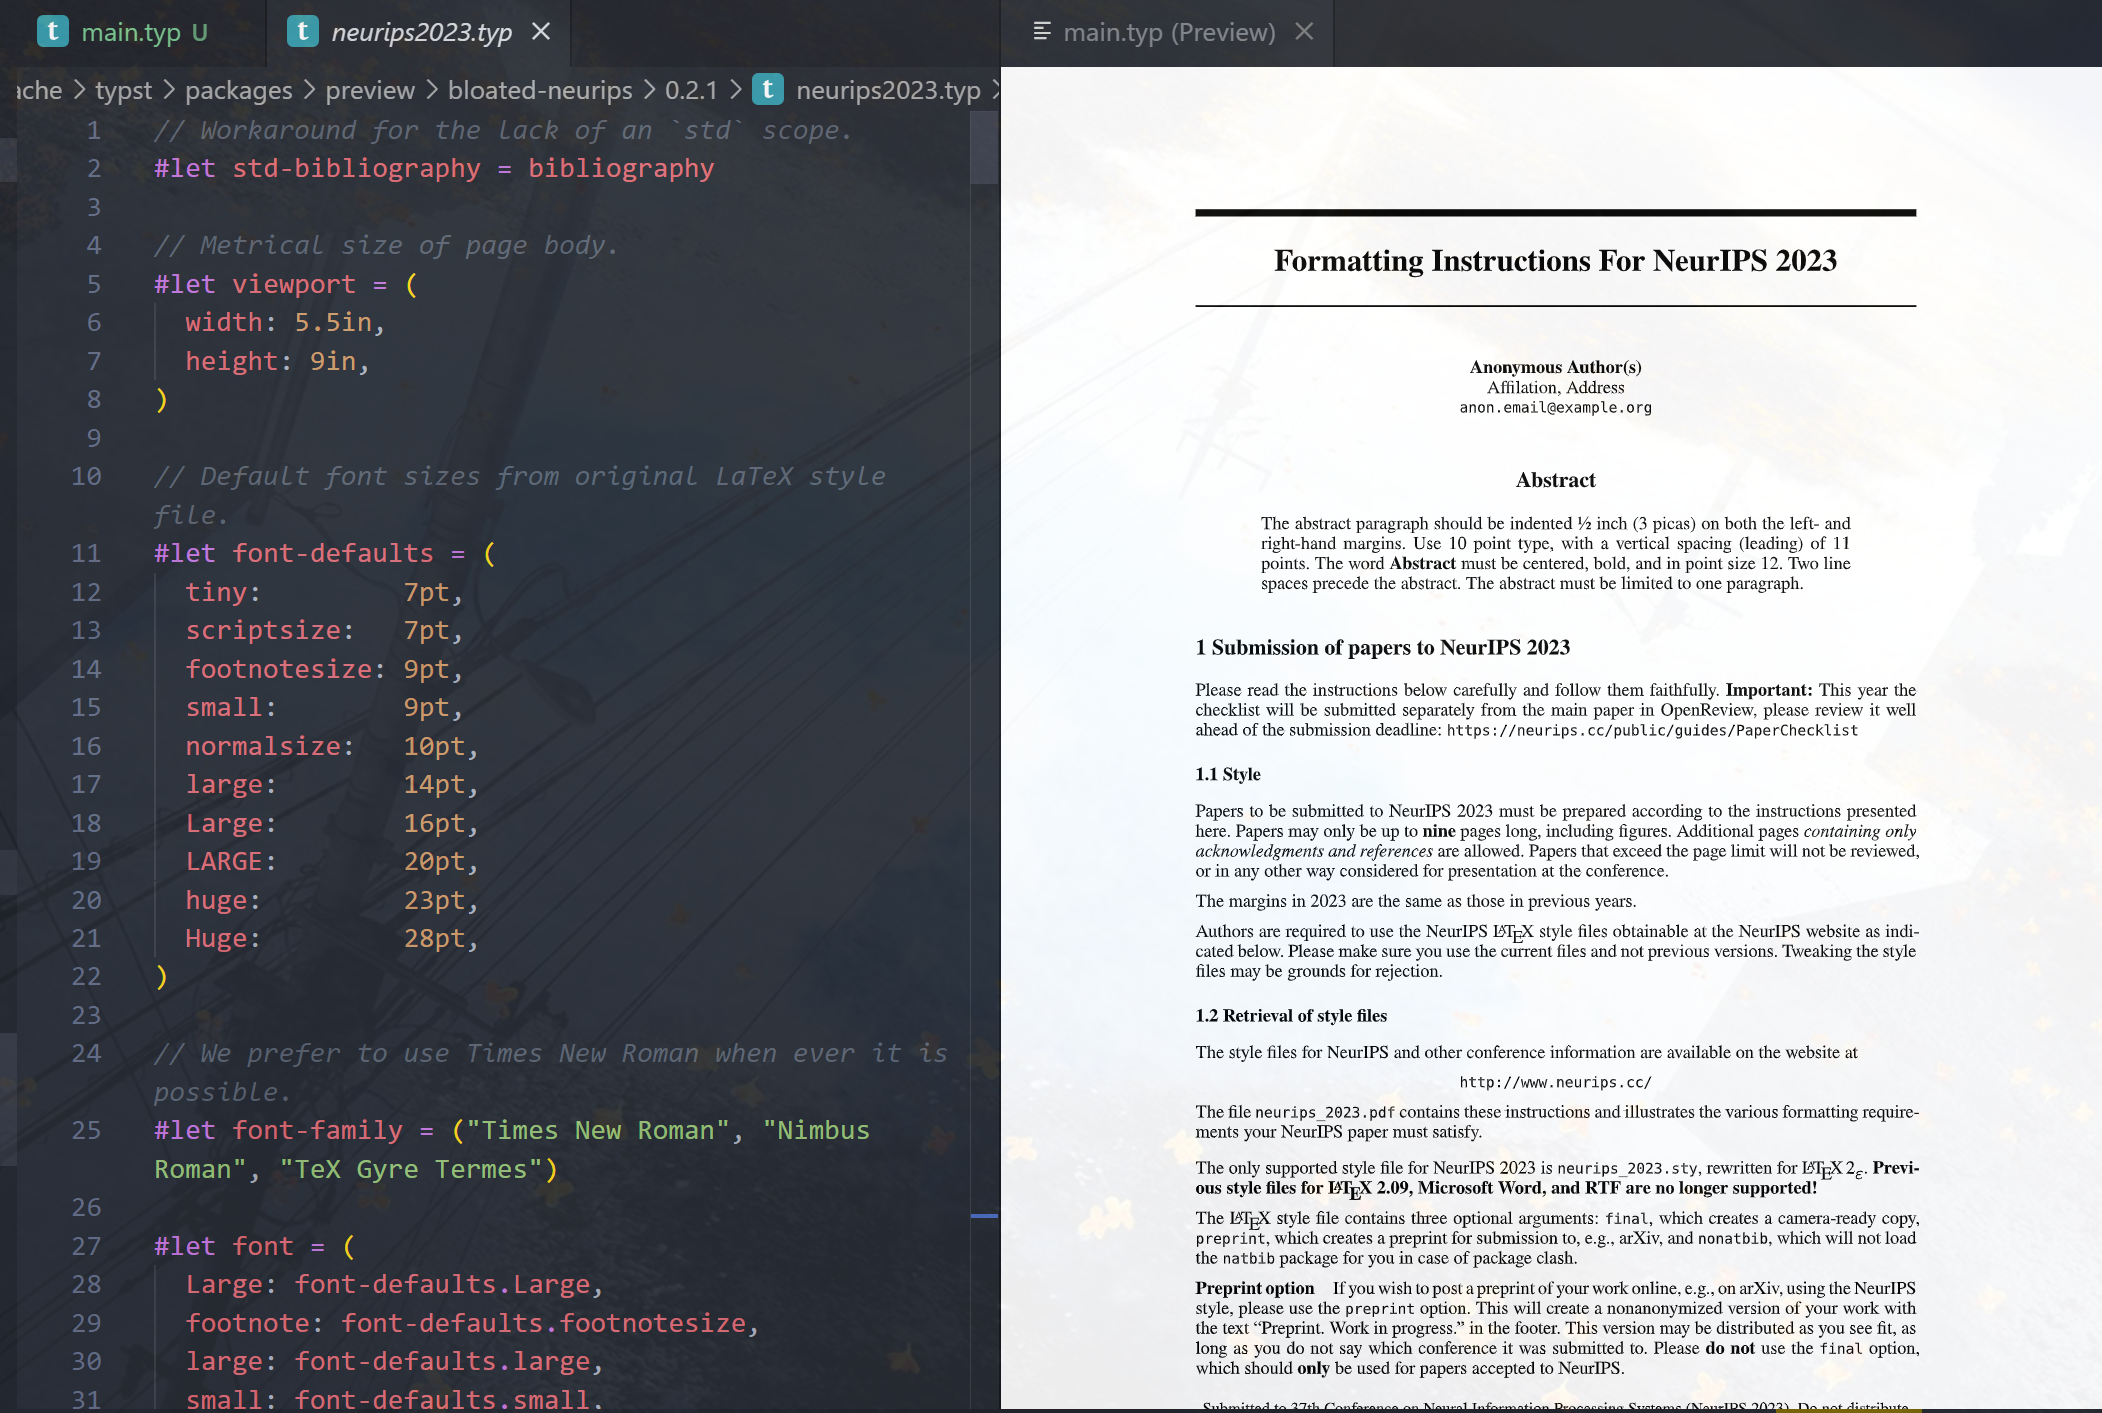 main.typ U
neurips2023.typ
main.typ (Preview)
ache > typst > packages > preview > bloated-neurips > 0.2.1 > neurips2023.typ >
1 // Workaround for the lack of an `std` scope.
2 #let std-bibliography = bibliography
3
4 // Metrical size of page body.
5 #let viewport = (
6 width: 5.5in,
7 height: 9in,
8 )
9
10 // Default font sizes from original LaTeX style
file.
11 #let font-defaults = (
12 tiny: 7pt,
13 scriptsize: 7pt,
14 footnotesize: 9pt,
15 small: 9pt,
16 normalsize: 10pt,
17 large: 14pt,
18 Large: 16pt,
19 LARGE: 20pt,
20 huge: 23pt,
21 Huge: 28pt,
22 )
23
24 // We prefer to use Times New Roman when ever it is
possible.
25 #let font-family = ("Times New Roman", "Nimbus
Roman", "TeX Gyre Termes")
26
27 #let font = (
28 Large: font-defaults.Large,
29 footnote: font-defaults.footnotesize,
30 large: font-defaults.large,
31 small: font-defaults.small,
Formatting Instructions For NeurIPS 2023
Anonymous Author(s)
Affilation, Address
anon.email@example.org
Abstract
The abstract paragraph should be indented ½ inch (3 picas) on both the left- and
right-hand margins. Use 10 point type, with a vertical spacing (leading) of 11
points. The word Abstract must be centered, bold, and in point size 12. Two line
spaces precede the abstract. The abstract must be limited to one paragraph.
1 Submission of papers to NeurIPS 2023
Please read the instructions below carefully and follow them faithfully. Important: This year the
checklist will be submitted separately from the main paper in OpenReview, please review it well
ahead of the submission deadline: https://neurips.cc/public/guides/PaperChecklist
1.1 Style
Papers to be submitted to NeurIPS 2023 must be prepared according to the instructions presented
here. Papers may only be up to nine pages long, including figures. Additional pages containing only
acknowledgments and references are allowed. Papers that exceed the page limit will not be reviewed,
or in any other way considered for presentation at the conference.
The margins in 2023 are the same as those in previous years.
Authors are required to use the NeurIPS LATEX style files obtainable at the NeurIPS website as indi-
cated below. Please make sure you use the current files and not previous versions. Tweaking the style
files may be grounds for rejection.
1.2 Retrieval of style files
The style files for NeurIPS and other conference information are available on the website at
http://www.neurips.cc/
The file neurips_2023.pdf contains these instructions and illustrates the various formatting require-
ments your NeurIPS paper must satisfy.
The only supported style file for NeurIPS 2023 is neurips_2023.sty, rewritten for LATEX 2ε. Previ-
ous style files for LATEX 2.09, Microsoft Word, and RTF are no longer supported!
The LATEX style file contains three optional arguments: final, which creates a camera-ready copy,
preprint, which creates a preprint for submission to, e.g., arXiv, and nonatbib, which will not load
the natbib package for you in case of package clash.
Preprint option If you wish to post a preprint of your work online, e.g., on arXiv, using the NeurIPS
style, please use the preprint option. This will create a nonanonymized version of your work with
the text “Preprint. Work in progress.” in the footer. This version may be distributed as you see fit, as
long as you do not say which conference it was submitted to. Please do not use the final option,
which should only be used for papers accepted to NeurIPS.
Submitted to 37th Conference on Neural Information Processing Systems (NeurIPS 2023). Do not distribute.